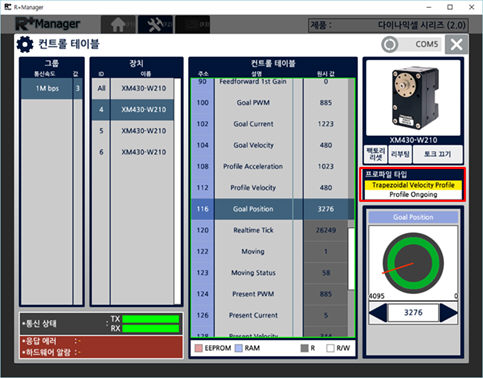 R+Manager
R+Manager
제품 : 다이나믹셀 시리즈 (2.0)
컨트롤 테이블
COM5
그룹
통신속도 값
1M bps 3
장치
ID 이름
All XM430-W210
4 XM430-W210
5 XM430-W210
6 XM430-W210
컨트롤 테이블
주소 설명 원시 값
90 Feedforward 1st Gain 0
100 Goal PWM 885
102 Goal Current 1223
104 Goal Velocity 480
108 Profile Acceleration 1023
112 Profile Velocity 480
116 Goal Position 3276
120 Realtime Tick 28249
122 Moving 1
123 Moving Status 58
124 Present PWM 885
126 Present Current 5
128 Present Velocity 344
EEPROM RAM R R/W
XM430-W210
팩토리 리셋
리부팅
토크 끄기
프로파일 타입
Trapezoidal Velocity Profile
Profile Ongoing
Goal Position
4095 0
3276
•통신 상태 : TX
RX
•응답 에러 : -
•하드웨어 알람 : -